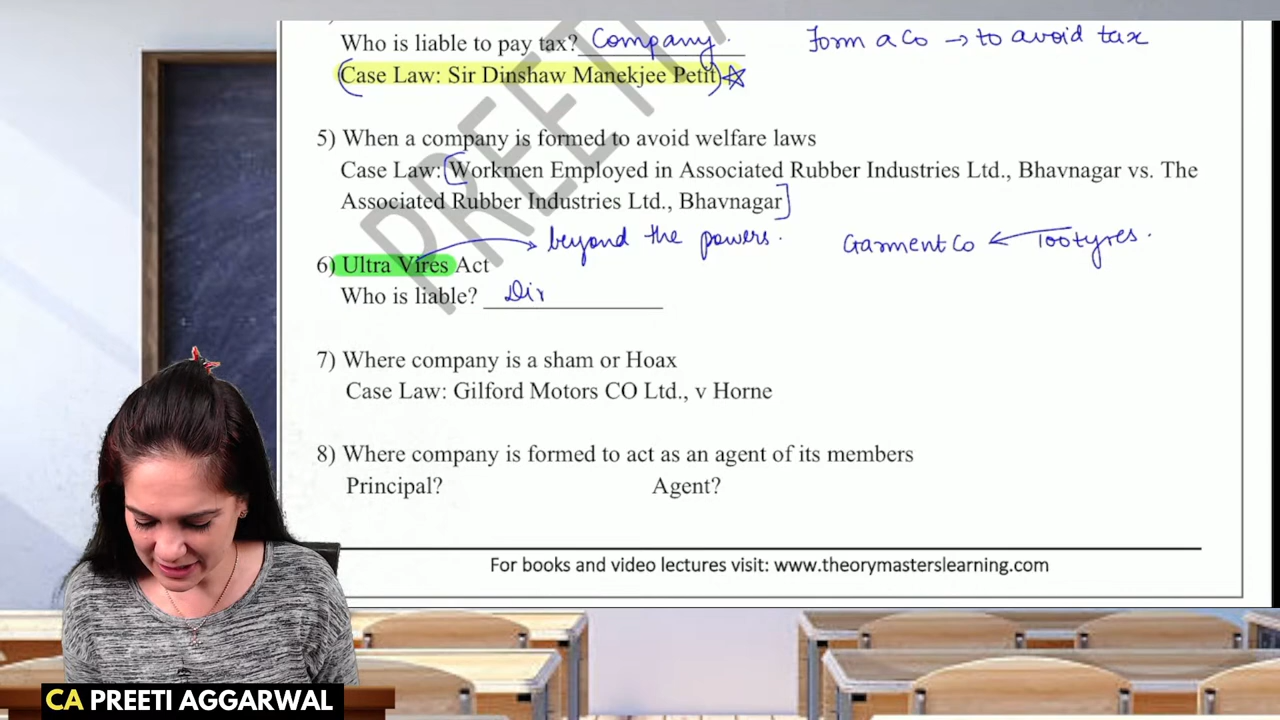 Who is liable to pay tax? Company. Form a Co → to avoid tax
(Case Law: Sir Dinshaw Manekjee Petit)☆
5) When a company is formed to avoid welfare laws
Case Law: [Workmen Employed in Associated Rubber Industries Ltd., Bhavnagar vs. The
Associated Rubber Industries Ltd., Bhavnagar]
beyond the powers. Garment Co ← 100 tyres.
6) Ultra Vires Act
Who is liable? Dir
7) Where company is a sham or Hoax
Case Law: Gilford Motors CO Ltd., v Horne
8) Where company is formed to act as an agent of its members
Principal? Agent?
For books and video lectures visit: www.theorymasterslearning.com
PREETI
CA PREETI AGGARWAL